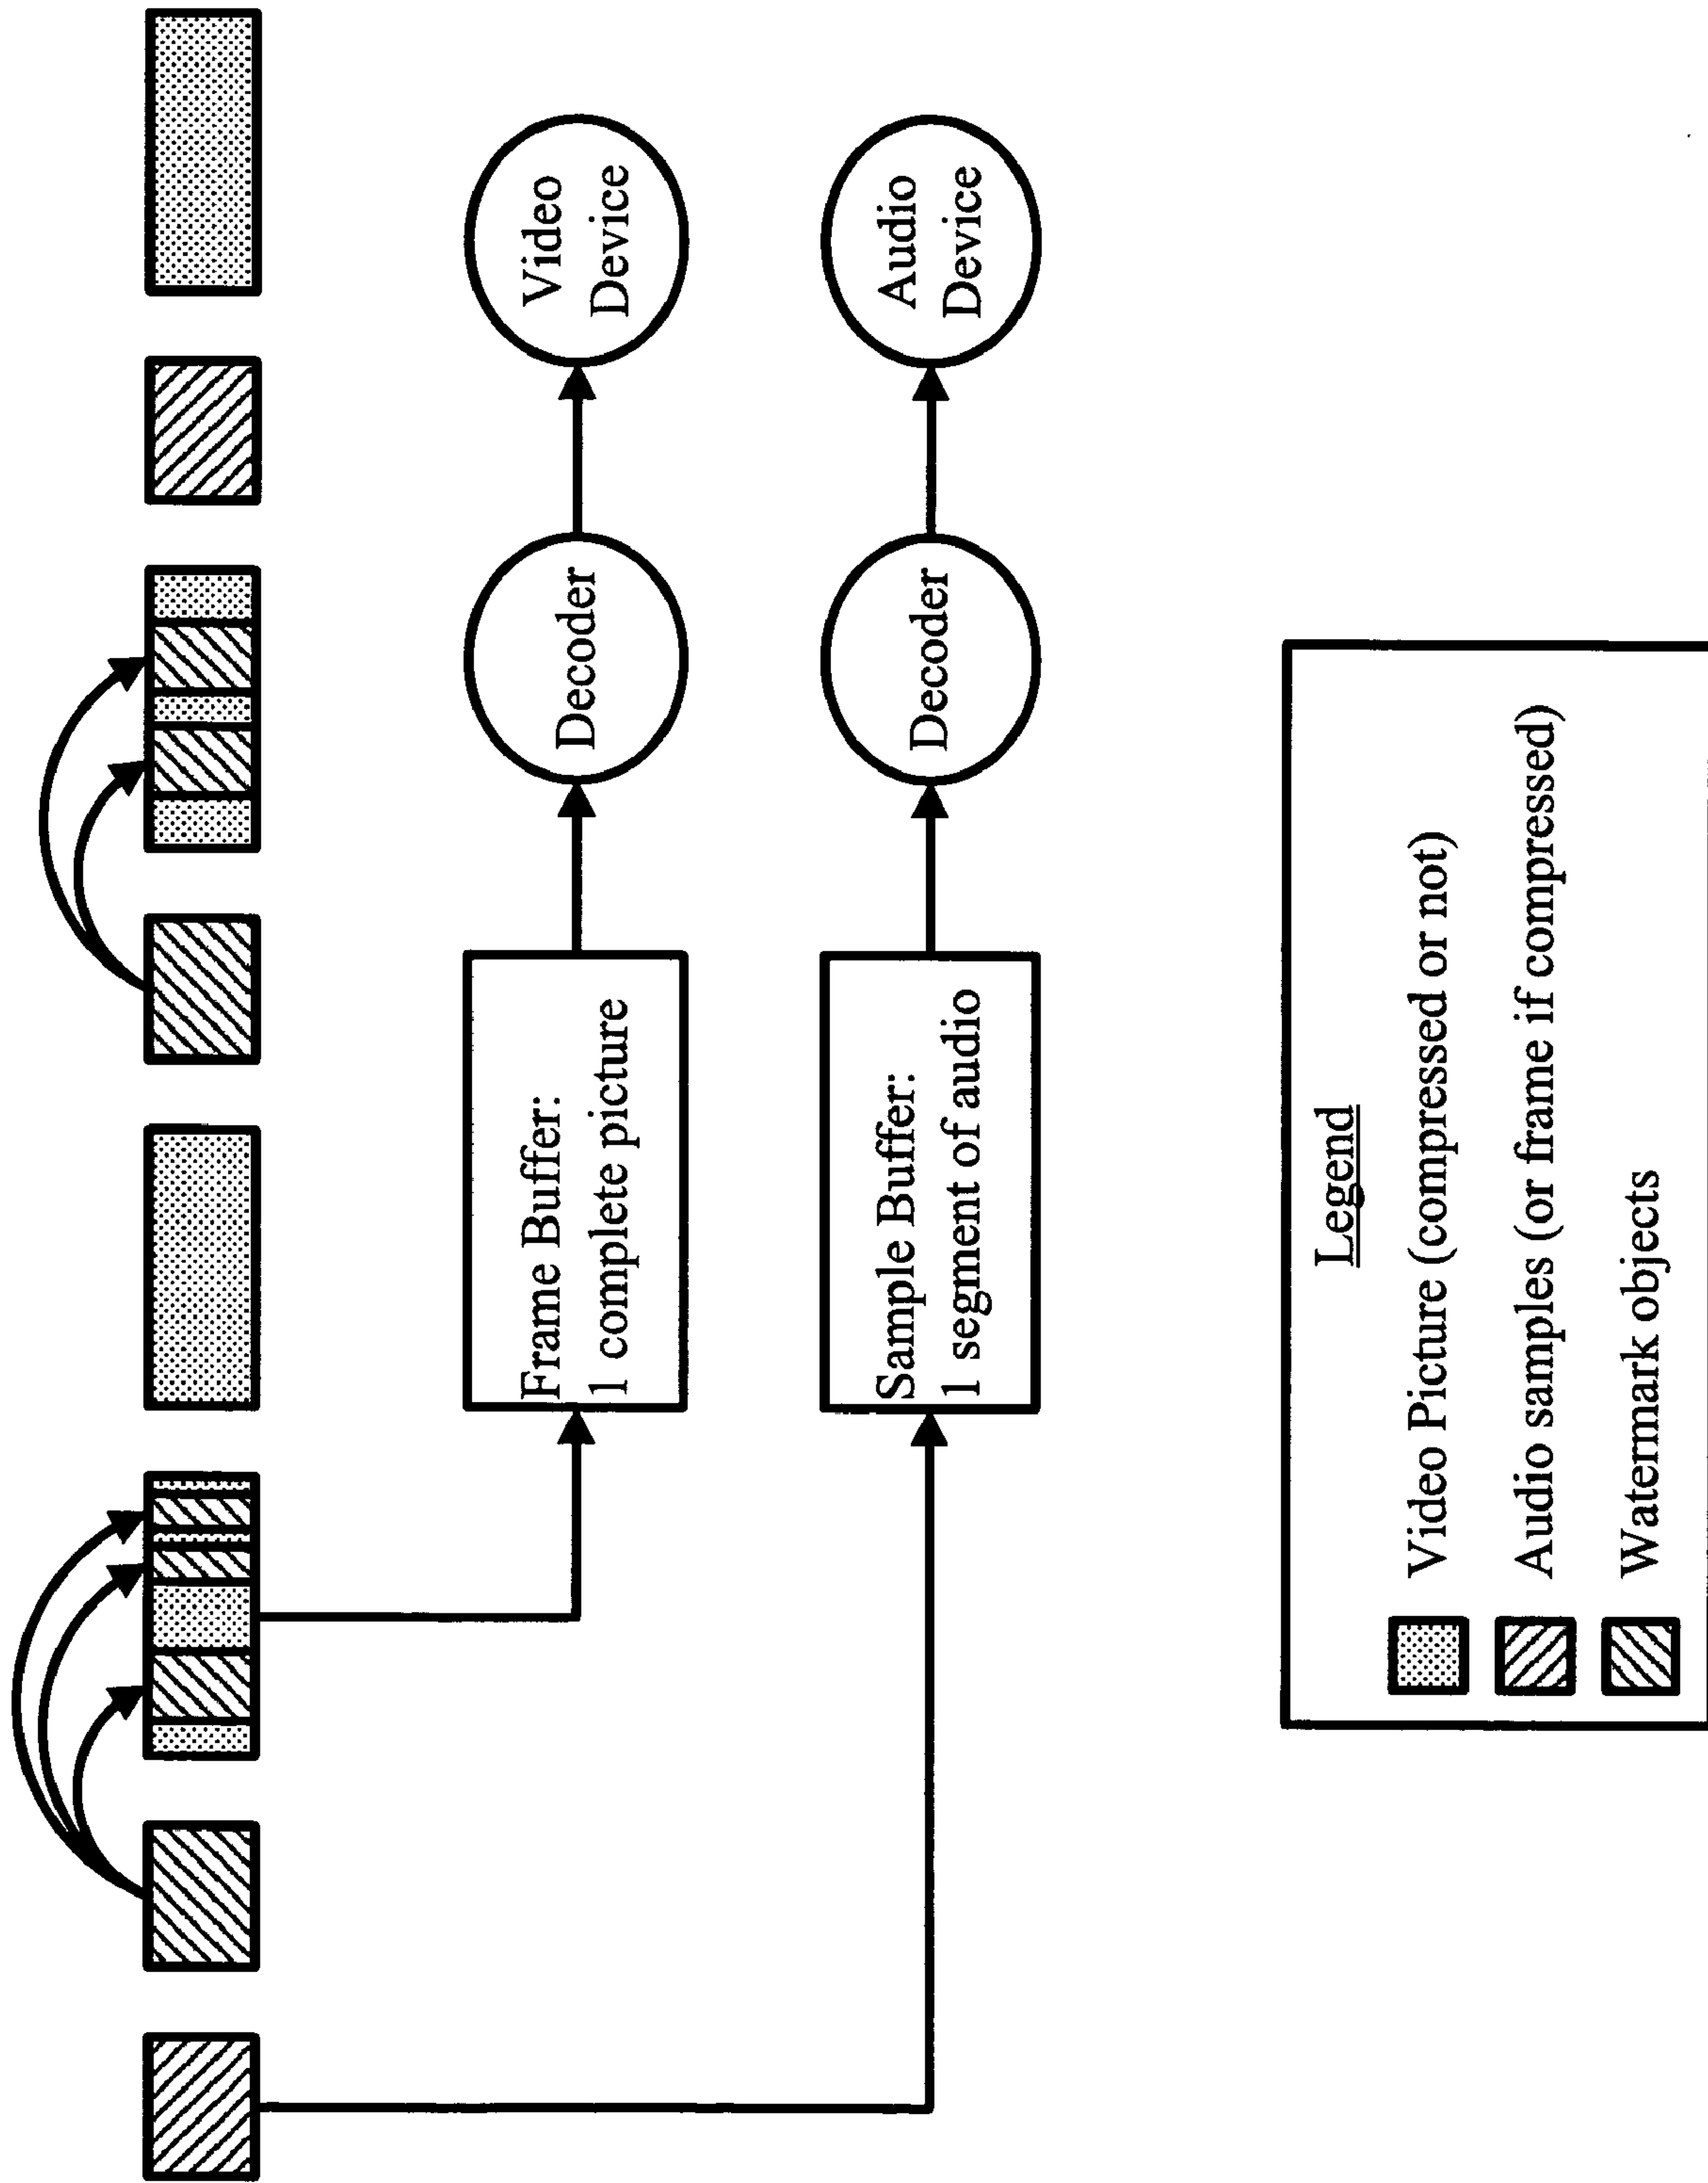 Frame Buffer:
1 complete picture
Decoder
Video
Device
Sample Buffer:
1 segment of audio
Decoder
Audio
Device
Legend
Video Picture (compressed or not)
Audio samples (or frame if compressed)
Watermark objects